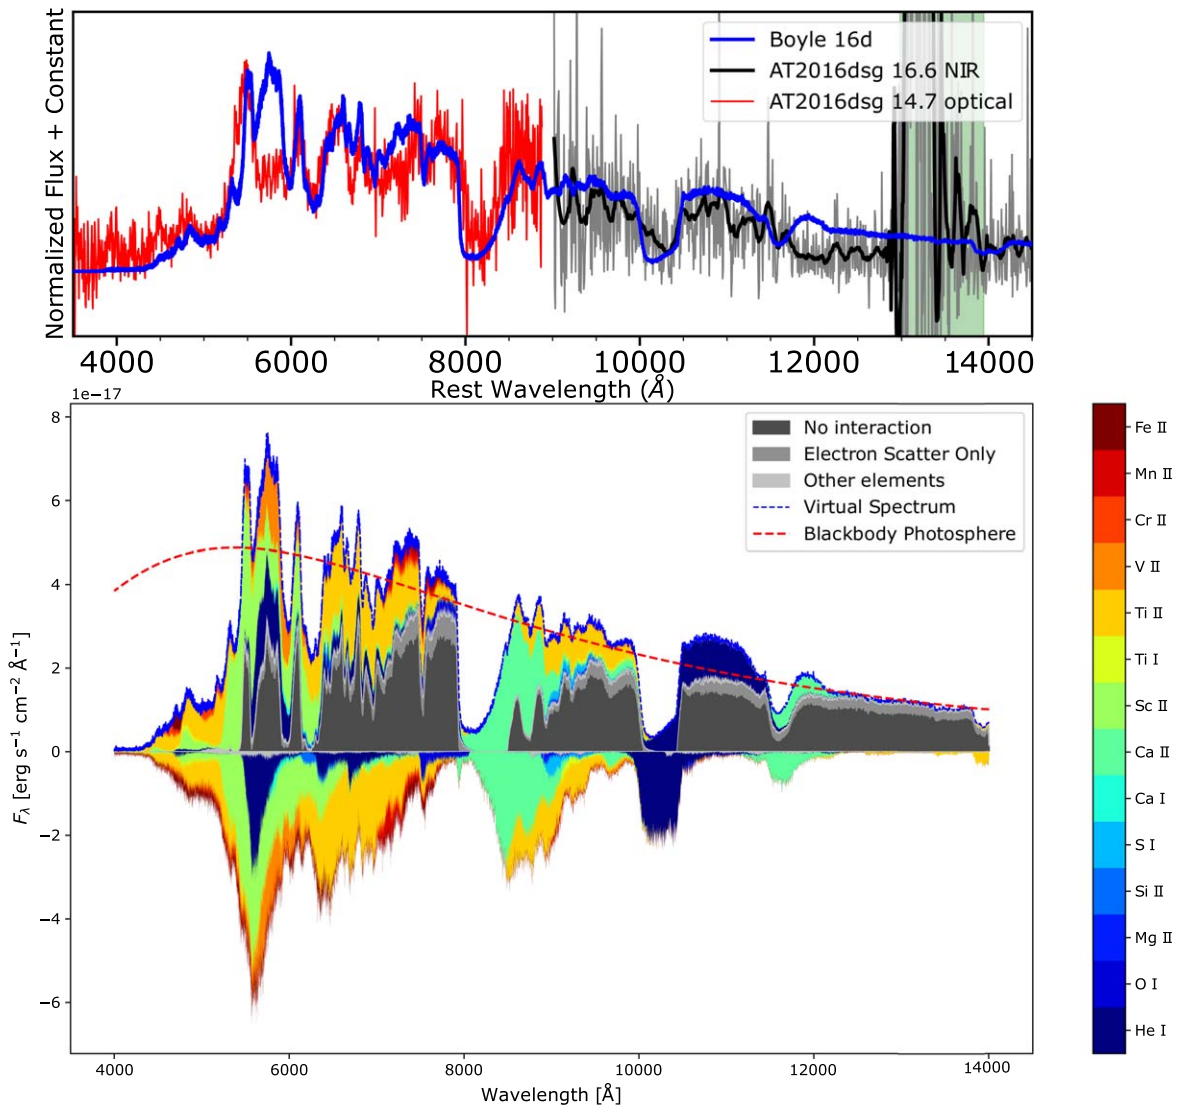 Normalized Flux + Constant
Boyle 16d
AT2016dsg 16.6 NIR
AT2016dsg 14.7 optical
4000 6000 8000 10000 12000 14000
Rest Wavelength (Å)
1e−17
8
6
4
2
0
−2
−4
−6
F_λ [erg s⁻¹ cm⁻² Å⁻¹]
No interaction
Electron Scatter Only
Other elements
Virtual Spectrum
Blackbody Photosphere
4000 6000 8000 10000 12000 14000
Wavelength [Å]
Fe II
Mn II
Cr II
V II
Ti II
Ti I
Sc II
Ca II
Ca I
S I
Si II
Mg II
O I
He I